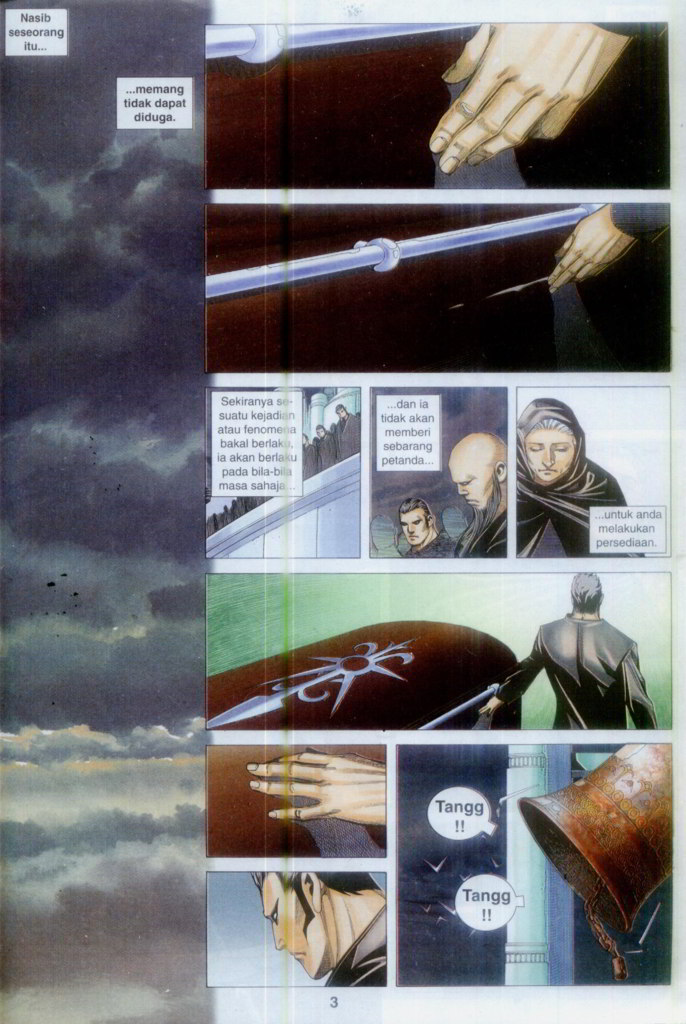 Nasib
seseorang
itu...
...memang
tidak dapat
diduga.
Sekiranya se-
suatu kejadian
atau fenomena
bakal berlaku,
ia akan berlaku
pada bila-bila
masa sahaja...
...dan ia
tidak akan
memberi
sebarang
petanda...
...untuk anda
melakukan
persediaan.
Tangg
!!
Tangg
!!
3